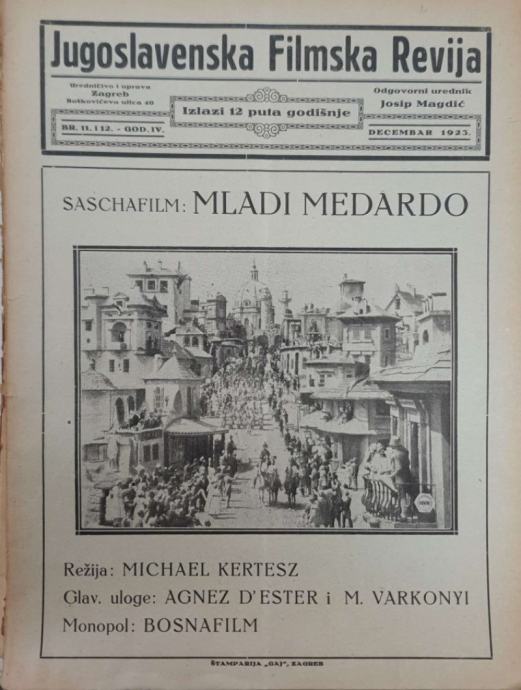 Jugoslavenska Filmska Revija
Uredničtvo i uprava
Zagreb
Boškovićeva ulica 40
Izlazi 12 puta godišnje
Odgovorni urednik
Josip Magdić
BR. 11. i 12. - GOD. IV.
DECEMBAR 1923.
SASCHAFILM: MLADI MEDARDO
Režija: MICHAEL KERTESZ
Glav. uloge: AGNEZ D'ESTER i M. VARKONYI
Monopol: BOSNAFILM
ŠTAMPARIJA „GAJ", ZAGREB